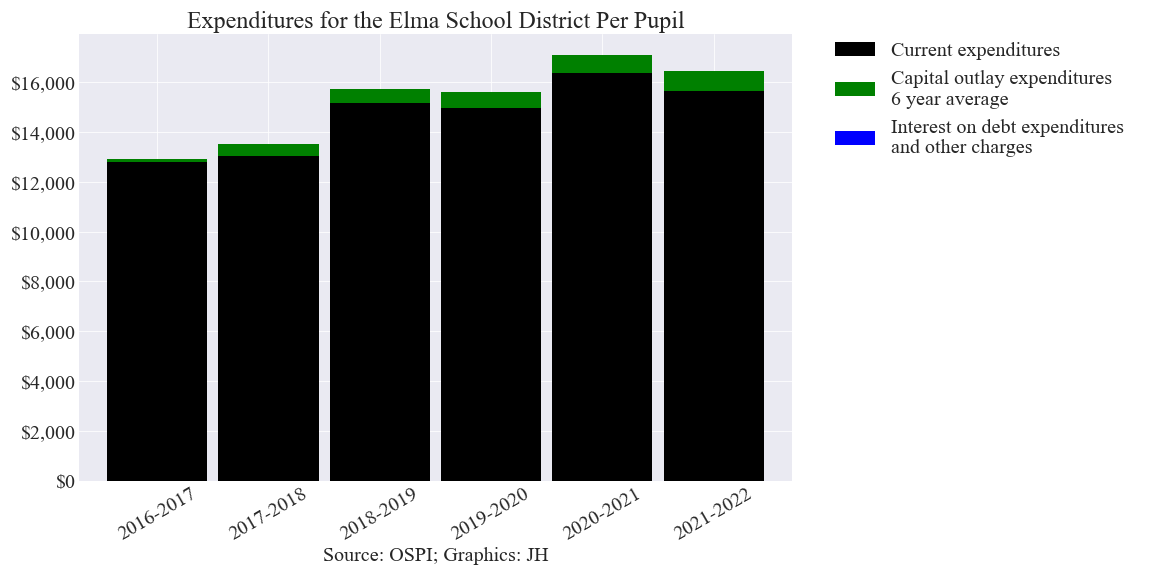 Expenditures for the Elma School District Per Pupil
$16,000
$14,000
$12,000
$10,000
$8,000
$6,000
$4,000
$2,000
$0
2016-2017
2017-2018
2018-2019
2019-2020
2020-2021
2021-2022
Source: OSPI; Graphics: JH
Current expenditures
Capital outlay expenditures
6 year average
Interest on debt expenditures
and other charges